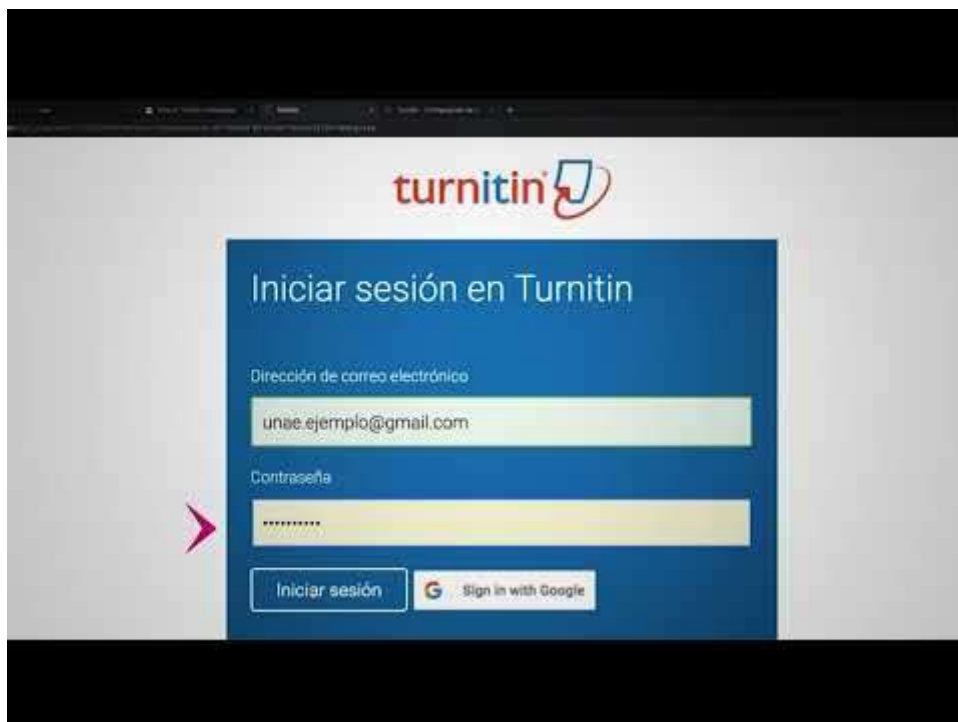 turnitin
Iniciar sesión en Turnitin
Dirección de correo electrónico
unae.ejemplo@gmail.com
Contraseña
••••••••••
Iniciar sesión
G Sign in with Google